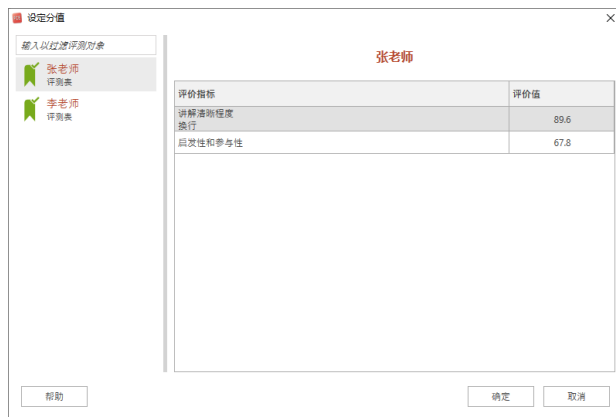 设定分值
输入以过滤评测对象
张老师
评测表
李老师
评测表
张老师
评价指标 评价值
讲解清晰程度
换行
89.6
启发性和参与性 67.8
帮助 确定 取消